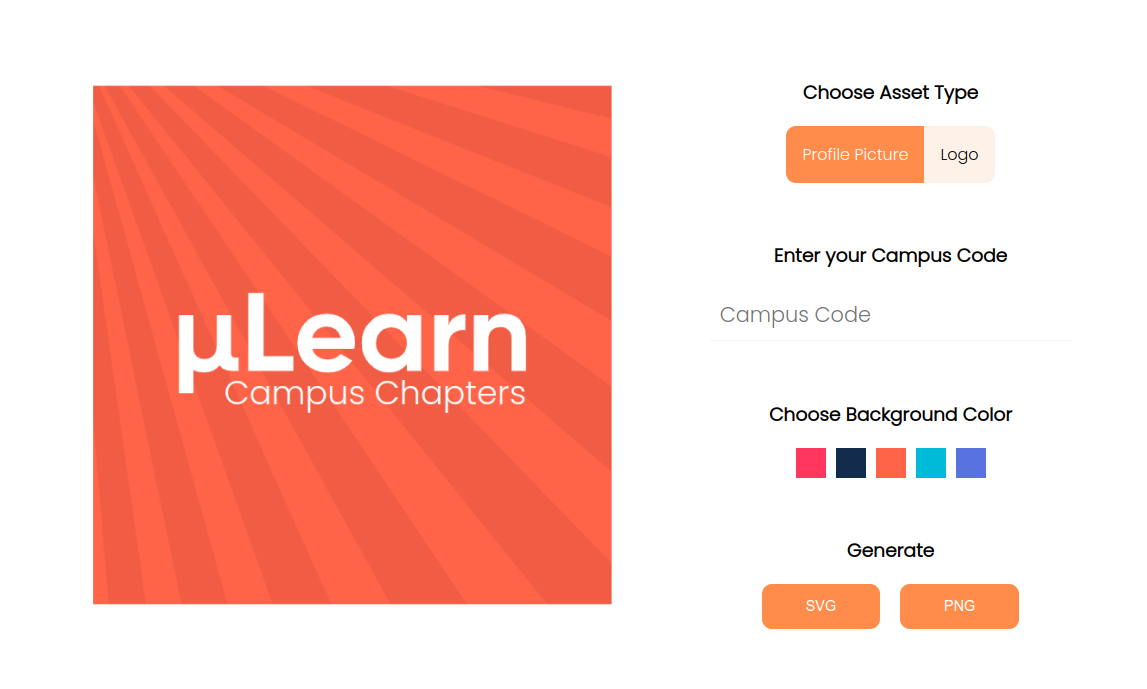 µLearn
Campus Chapters
Choose Asset Type
Profile Picture Logo
Enter your Campus Code
Campus Code
Choose Background Color
Generate
SVG PNG